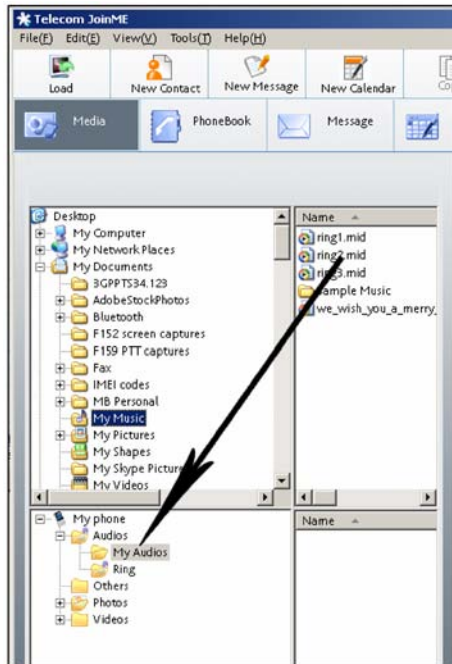 Telecom JoinME
File(F) Edit(E) View(V) Tools(T) Help(H)
Load New Contact New Message New Calendar
Media PhoneBook Message
Desktop
My Computer
My Network Places
My Documents
3GPPTS34.123
AdobeStockPhotos
Bluetooth
F152 screen captures
F159 PTT captures
Fax
IMEI codes
MB Personal
My Music
My Pictures
My Shapes
My Skype Picture
My Videos
Name
ring1.mid
ring2.mid
ring3.mid
Sample Music
we_wish_you_a_merry_
My phone
Audios
My Audios
Ring
Others
Photos
Videos
Name